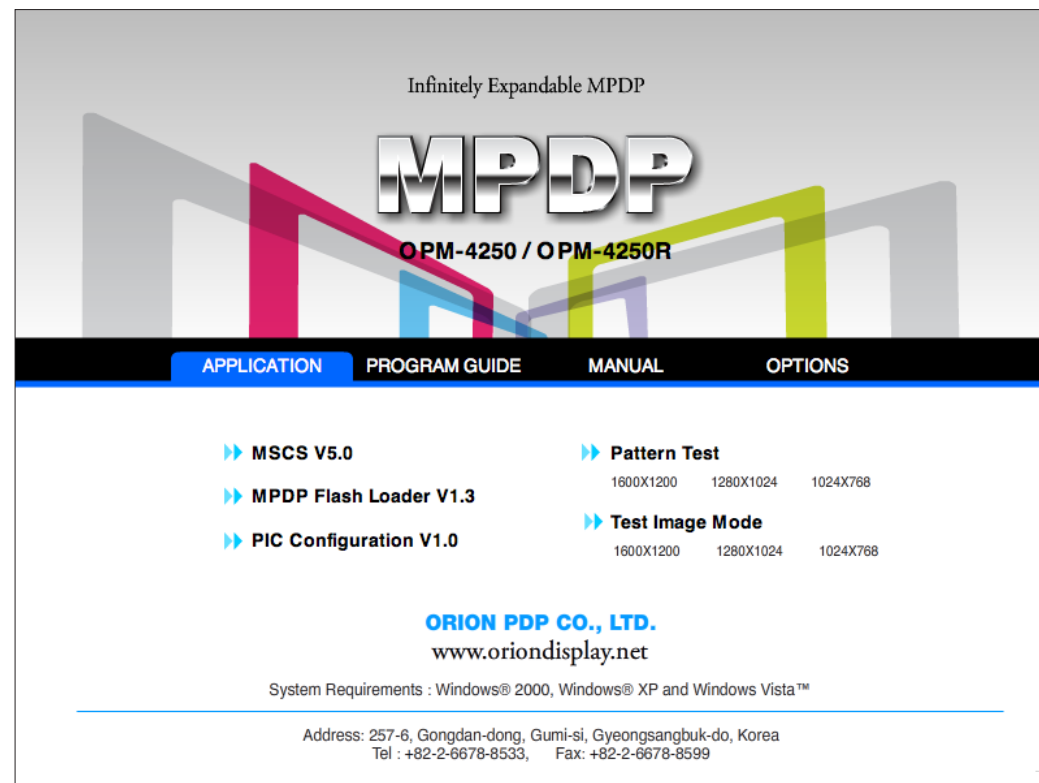 Infinitely Expandable MPDP
MPDP
OPM-4250 / OPM-4250R
APPLICATION PROGRAM GUIDE MANUAL OPTIONS
MSCS V5.0
MPDP Flash Loader V1.3
PIC Configuration V1.0
Pattern Test
1600X1200 1280X1024 1024X768
Test Image Mode
1600X1200 1280X1024 1024X768
ORION PDP CO., LTD.
www.oriondisplay.net
System Requirements : Windows® 2000, Windows® XP and Windows Vista™
Address: 257-6, Gongdan-dong, Gumi-si, Gyeongsangbuk-do, Korea
Tel : +82-2-6678-8533, Fax: +82-2-6678-8599